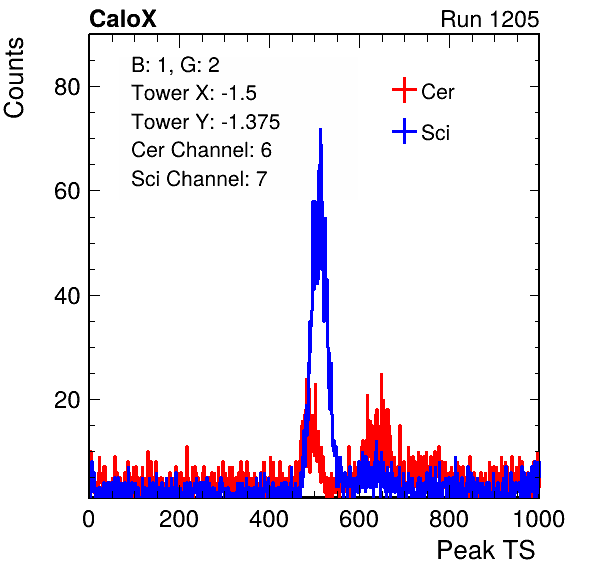 CaloX
Run 1205
Counts
B: 1, G: 2
Tower X: -1.5
Tower Y: -1.375
Cer Channel: 6
Sci Channel: 7
Cer
Sci
80
60
40
20
0 200 400 600 800 1000
Peak TS